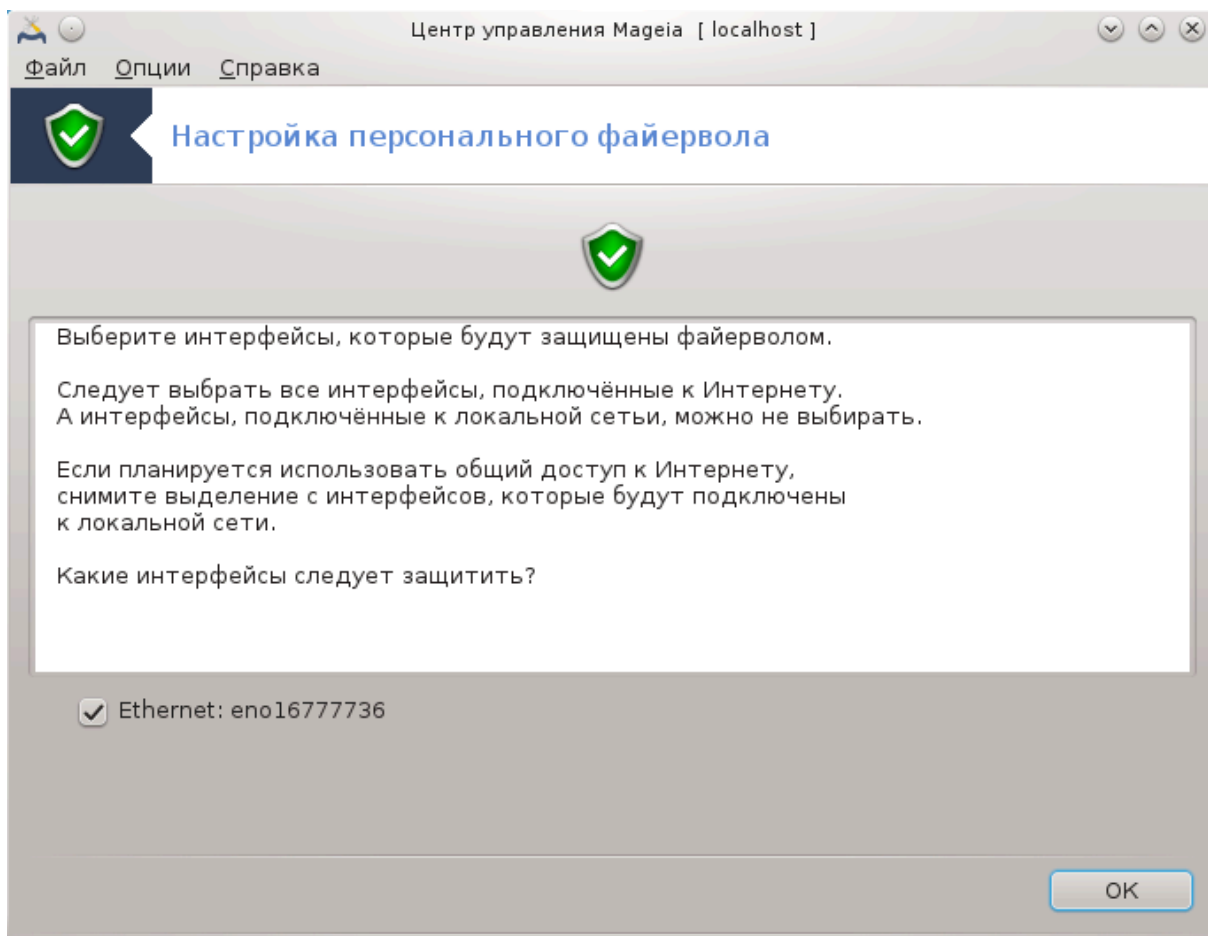 Центр управления Mageia [ localhost ]
Файл Опции Справка
Настройка персонального файервола
Выберите интерфейсы, которые будут защищены файерволом.
Следует выбрать все интерфейсы, подключённые к Интернету.
А интерфейсы, подключённые к локальной сетьи, можно не выбирать.
Если планируется использовать общий доступ к Интернету,
снимите выделение с интерфейсов, которые будут подключены
к локальной сети.
Какие интерфейсы следует защитить?
Ethernet: eno16777736
OK